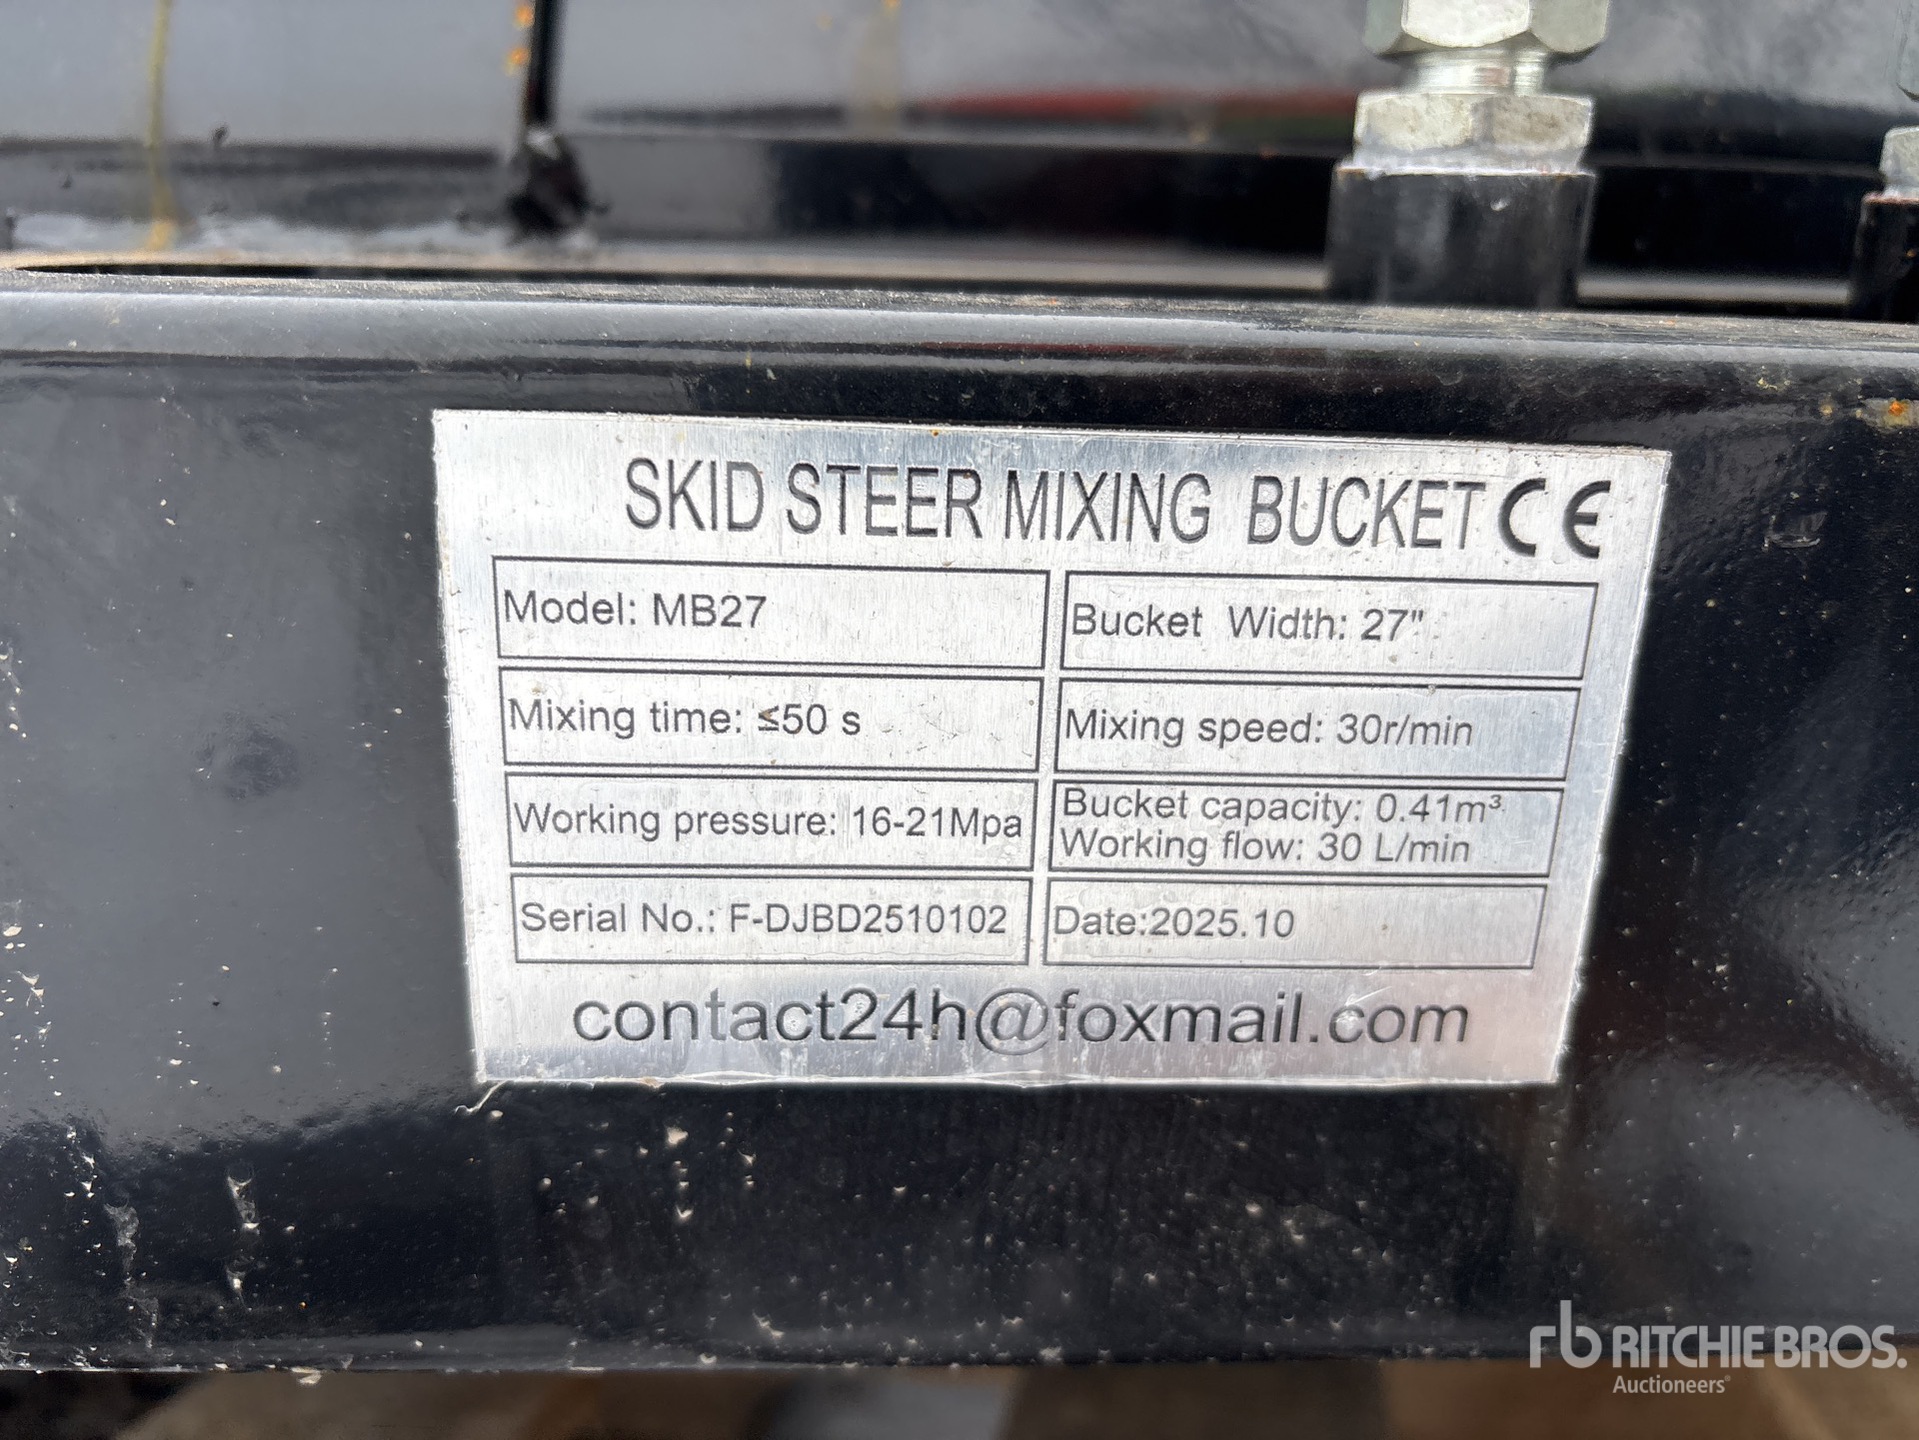 SKID STEER MIXING BUCKET CE
Model: MB27
Bucket Width: 27"
Mixing time: ≤50 s
Mixing speed: 30r/min
Working pressure: 16-21Mpa
Bucket capacity: 0.41m³
Working flow: 30 L/min
Serial No.: F-DJBD2510102
Date:2025.10
contact24h@foxmail.com
rb RITCHIE BROS.
Auctioneers®